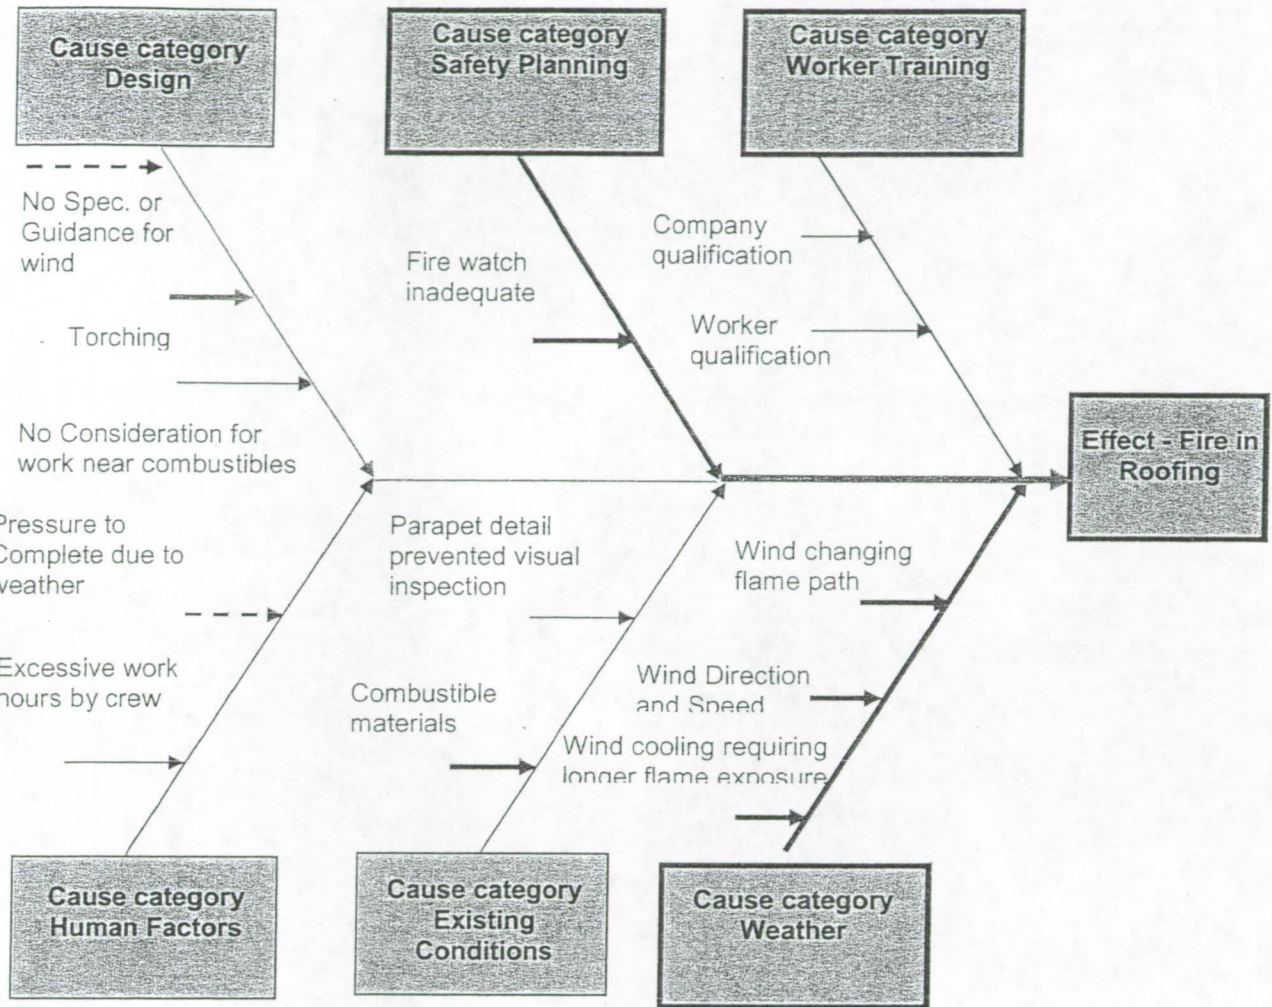 Cause category
Design
Cause category
Safety Planning
Cause category
Worker Training
No Spec. or
Guidance for
wind
Torching
No Consideration for
work near combustibles
Fire watch
inadequate
Company
qualification
Worker
qualification
Effect - Fire in
Roofing
Pressure to
Complete due to
weather
Excessive work
hours by crew
Parapet detail
prevented visual
inspection
Combustible
materials
Wind changing
flame path
Wind Direction
and Speed
Wind cooling requiring
longer flame exposure
Cause category
Human Factors
Cause category
Existing
Conditions
Cause category
Weather